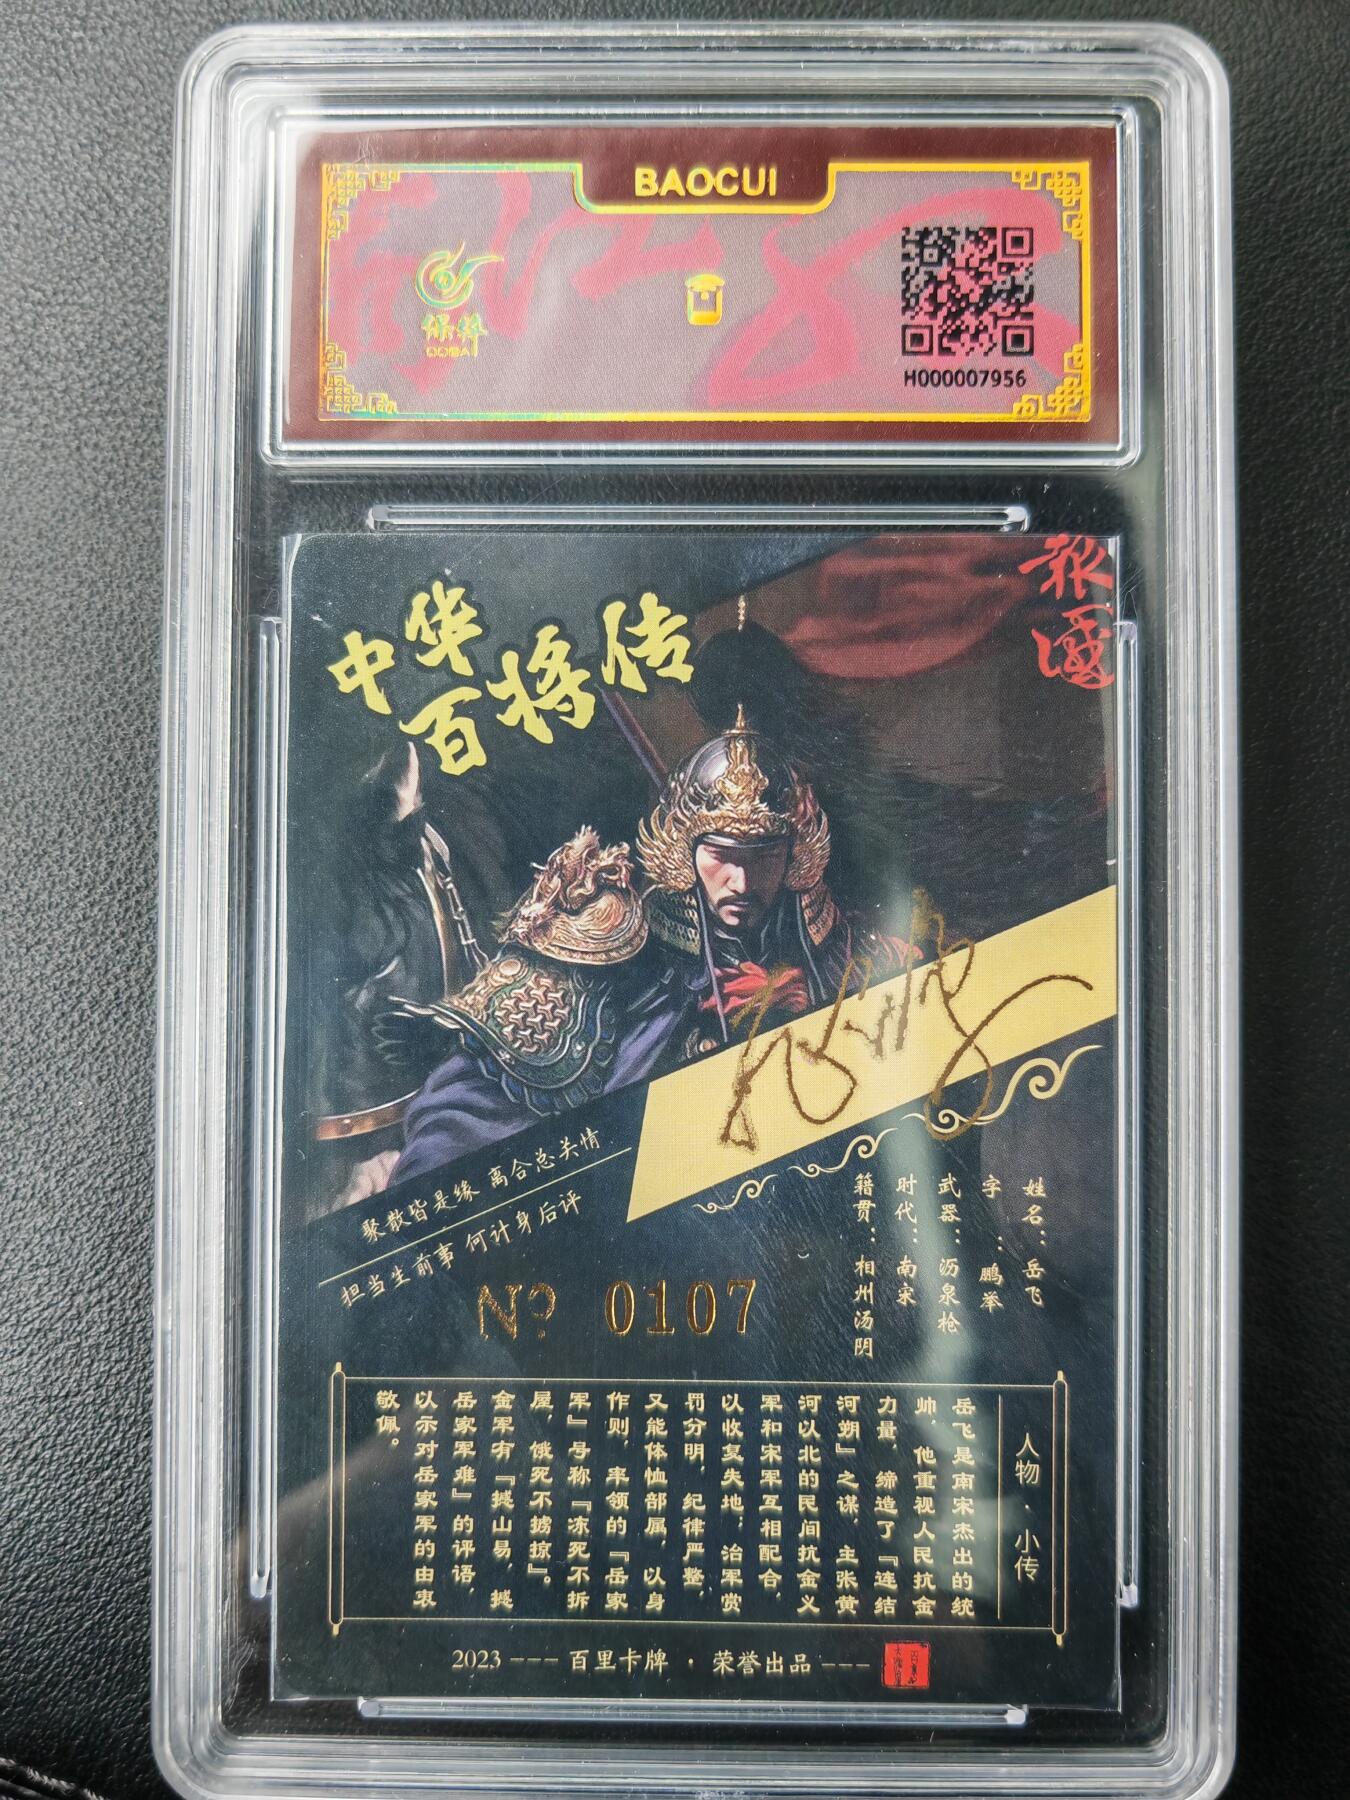 BAOCUI
保粹
H000007956
报国
中华
百将传
聚散皆是缘 离合总关情
担当生前事 何计身后评
姓名：岳飞
字：鹏举
武器：沥泉枪
时代：南宋
籍贯：相州汤阴
№ 0107
人物·小传
岳飞是南宋杰出的统
帅，他重视人民抗金
力量，缔造了『连结
河朔』之谋，主张黄
河以北的民间抗金义
军和宋军互相配合，
以收复失地；治军赏
罚分明，纪律严整，
又能体恤部属，以身
作则，率领的『岳家
军』号称『冻死不拆
屋，饿死不掳掠』。
金军有『撼山易，撼
岳家军难』的评语，
以示对岳家军的由衷
敬佩。
2023 --- 百里卡牌 · 荣誉出品 ---